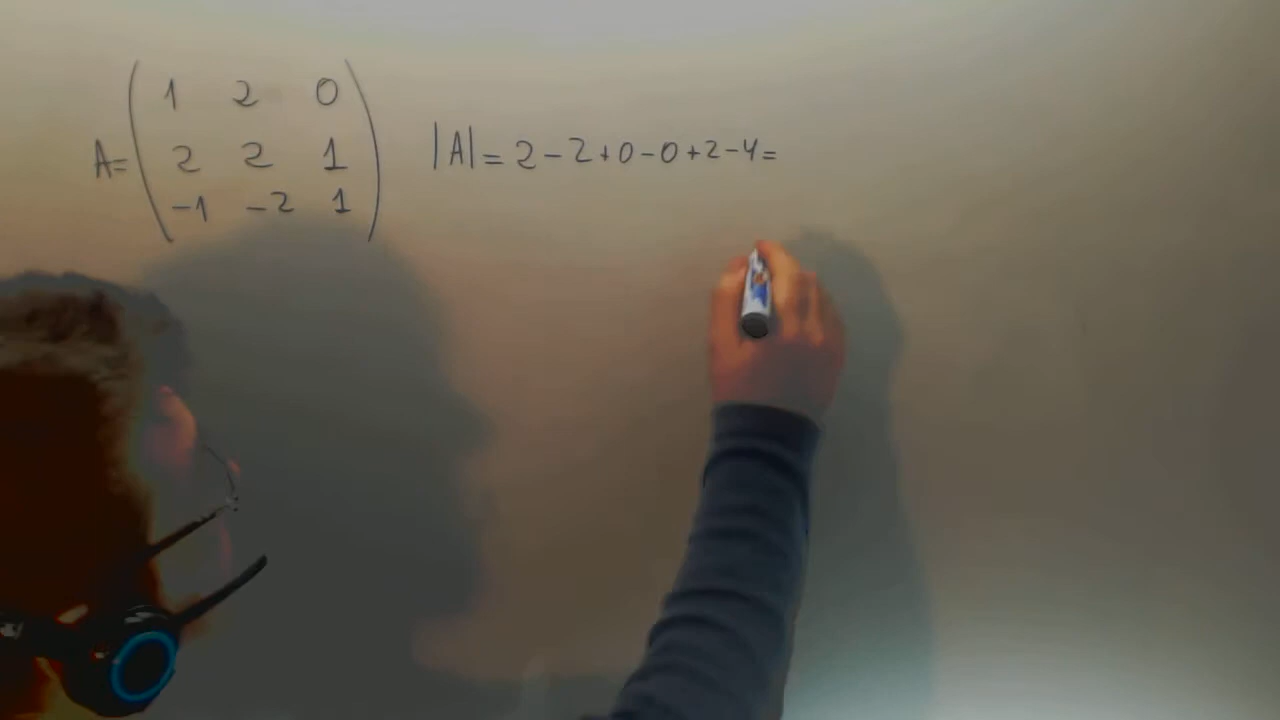 1 2 0
A= 2 2 1 |A| = 2 - 2 + 0 - 0 + 2 - 4 =
-1 -2 1